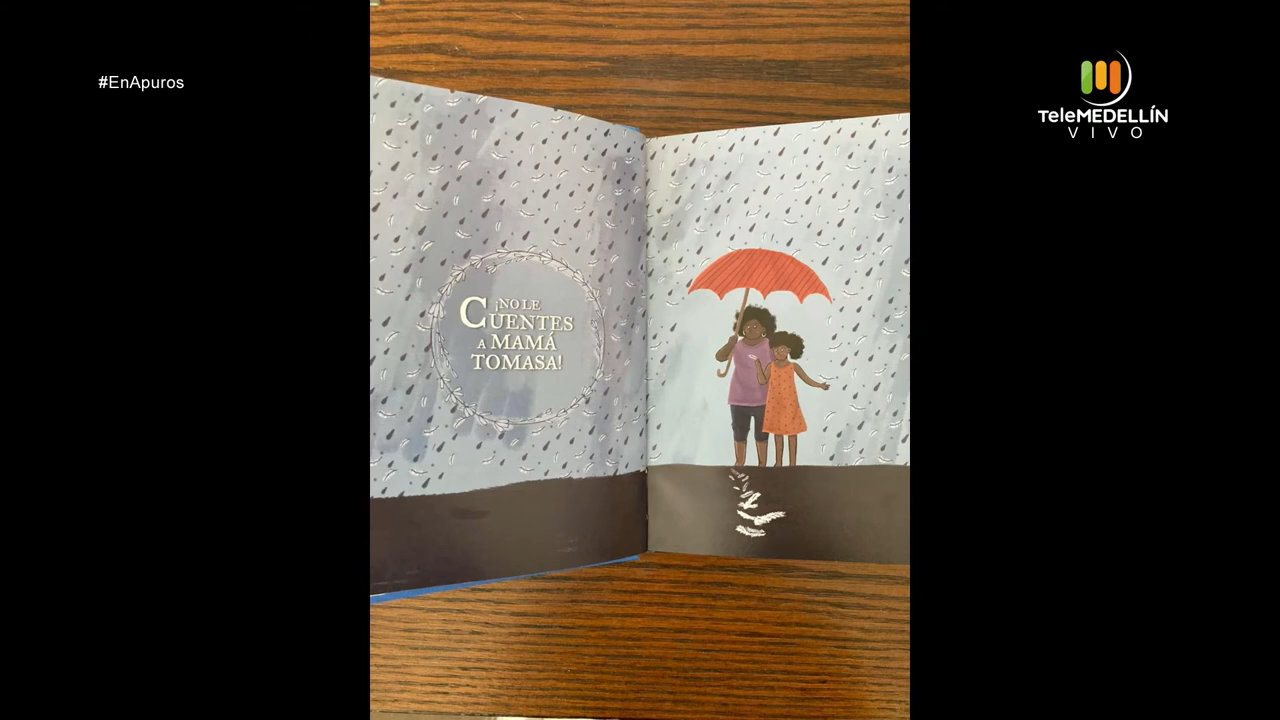 #EnApuros
TeleMEDELLÍN
VIVO
¡NO LE
CUENTES
A MAMÁ
TOMASA!